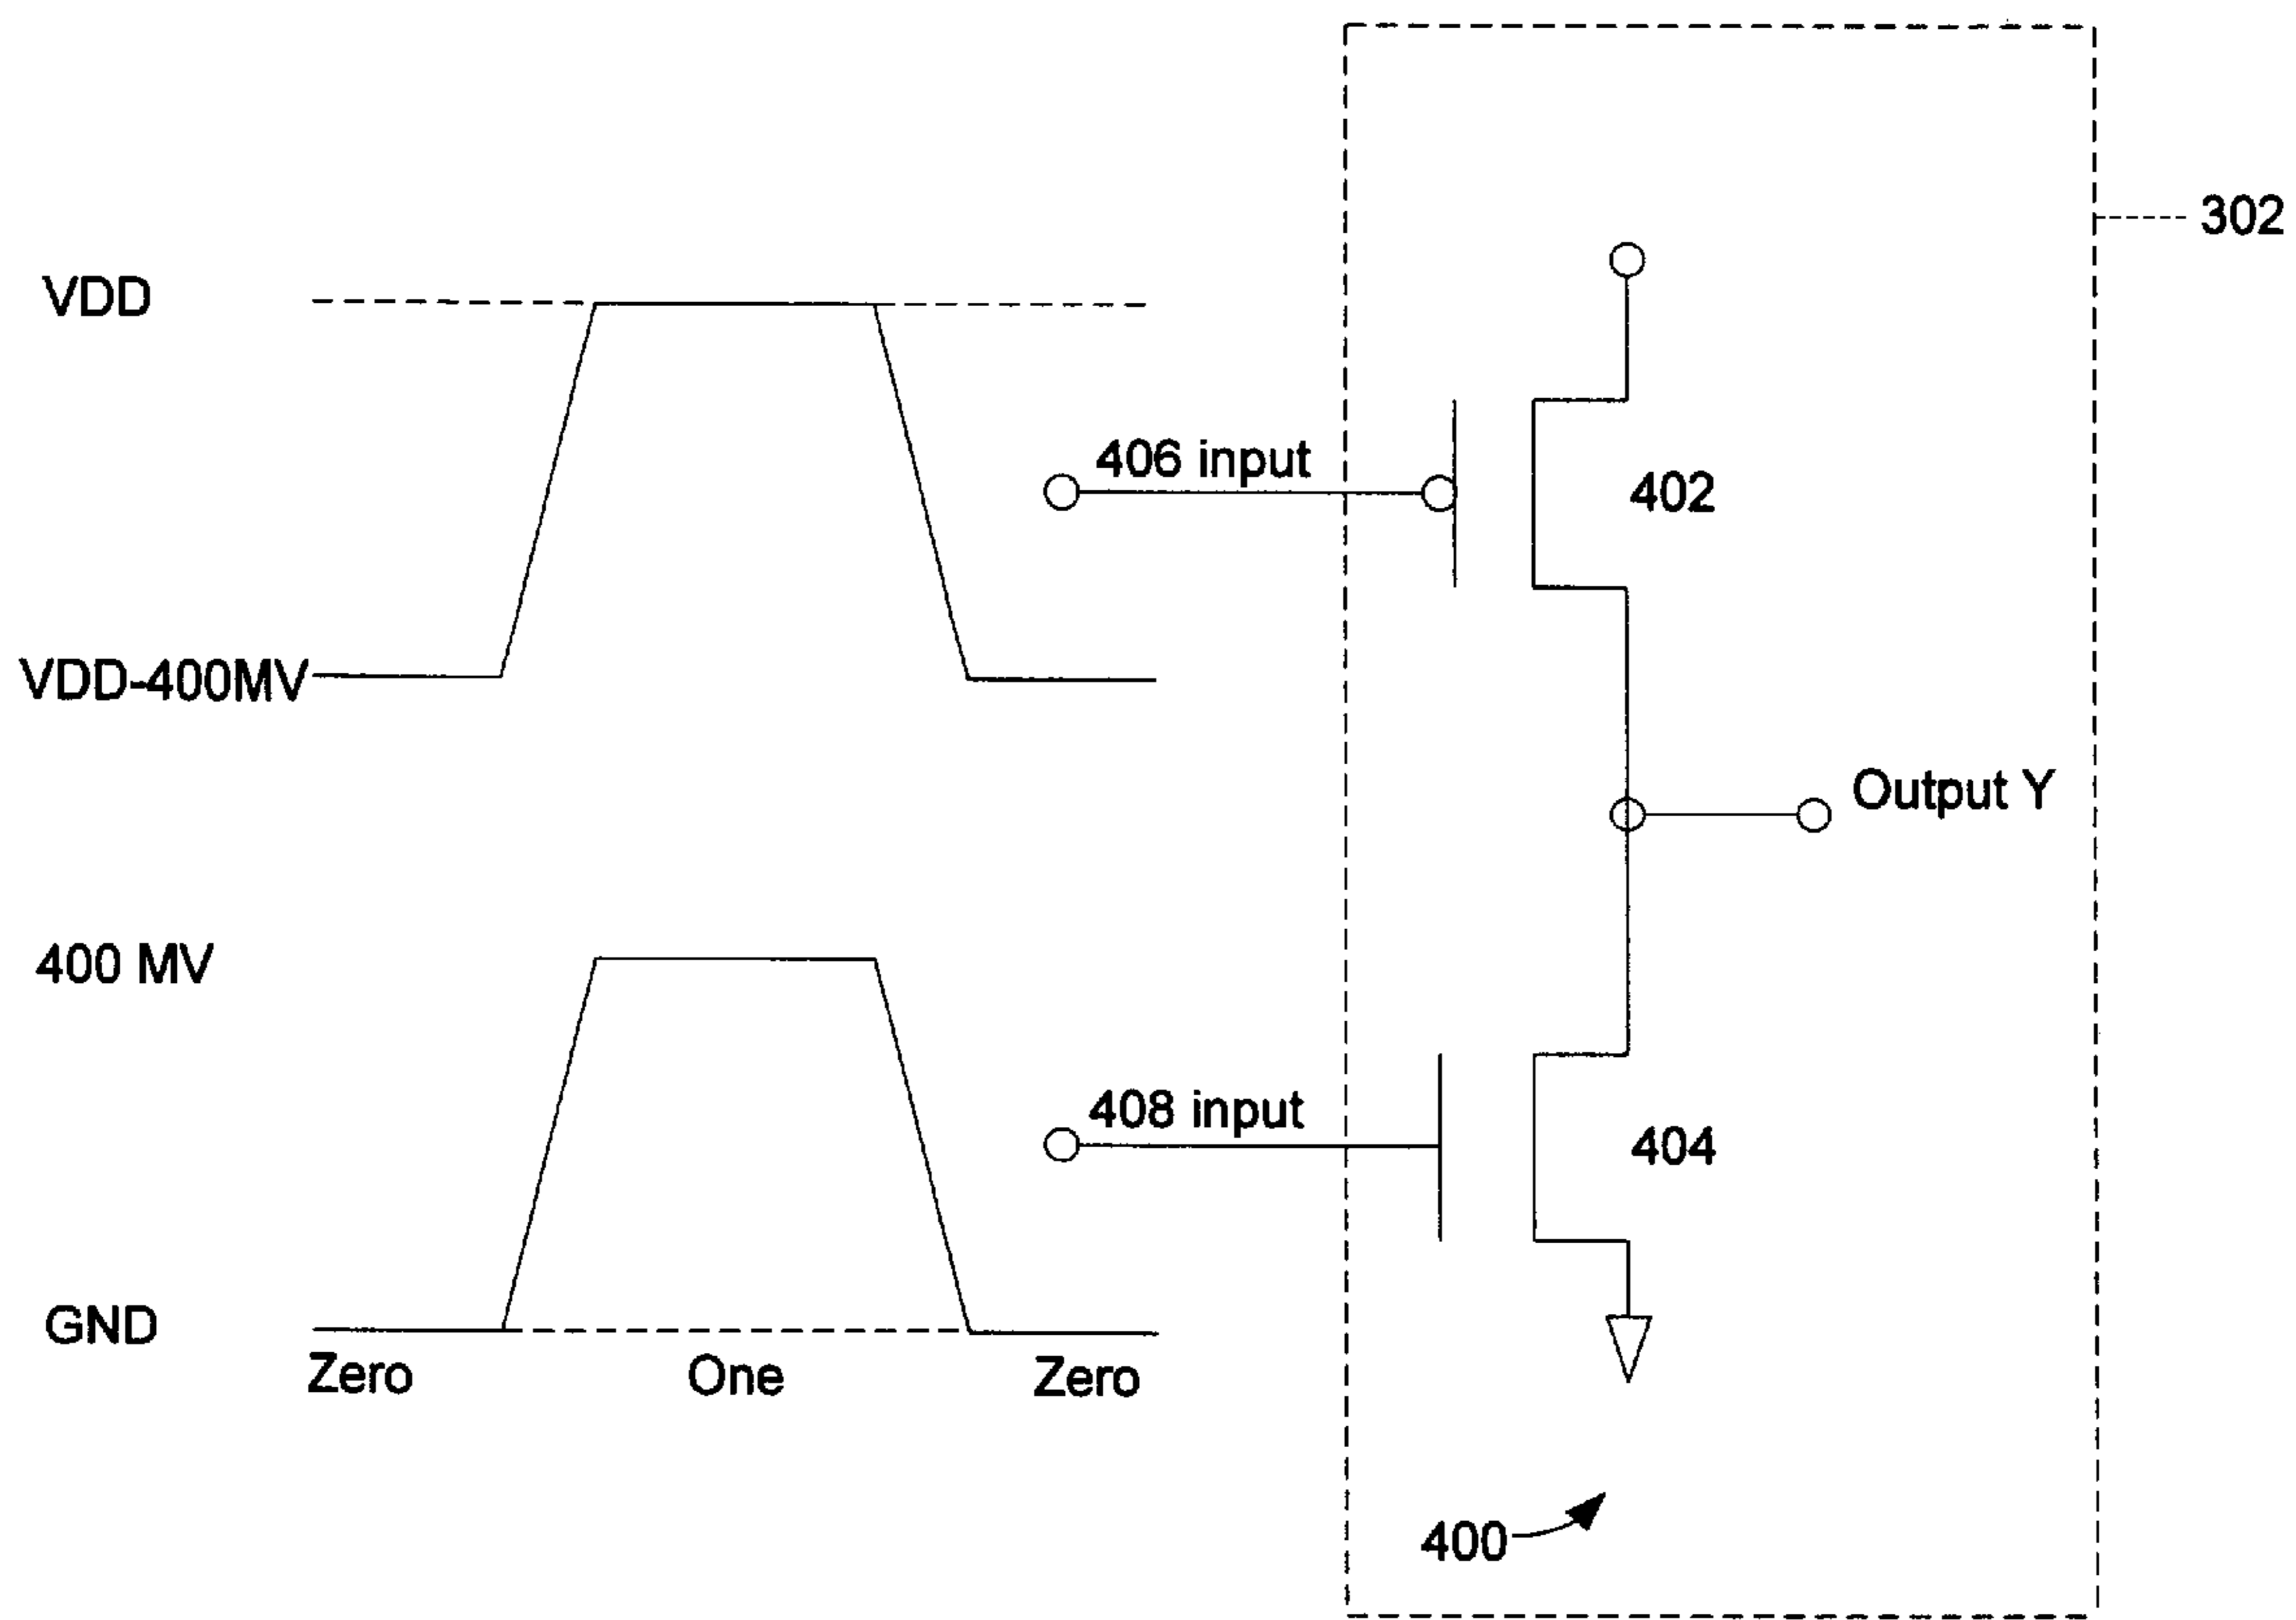 302
VDD
406 input
402
VDD-400MV
Output Y
400 MV
408 input
404
GND
Zero
One
Zero
400